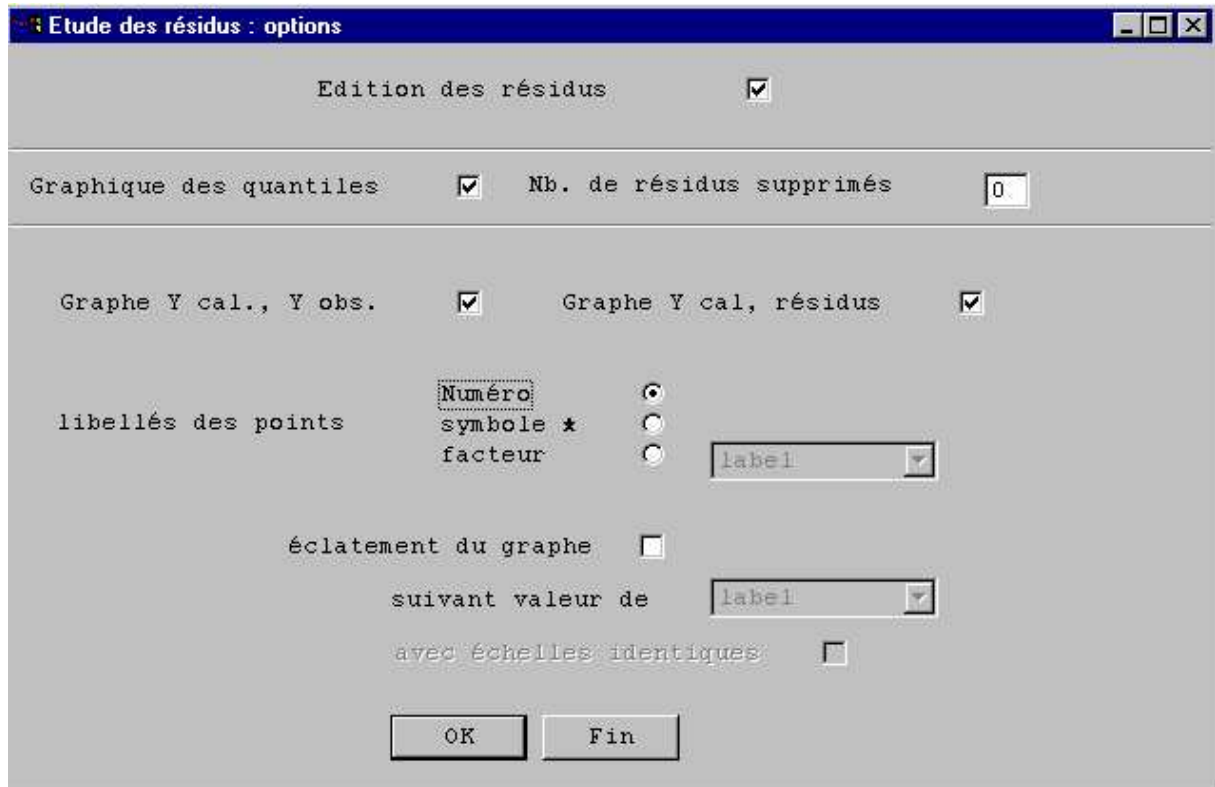 Etude des résidus : options
Edition des résidus
Graphique des quantiles Nb. de résidus supprimés 0
Graphe Y cal., Y obs. Graphe Y cal, résidus
Numéro
libellés des points symbole *
facteur label
éclatement du graphe
suivant valeur de label
avec échelles identiques
OK Fin